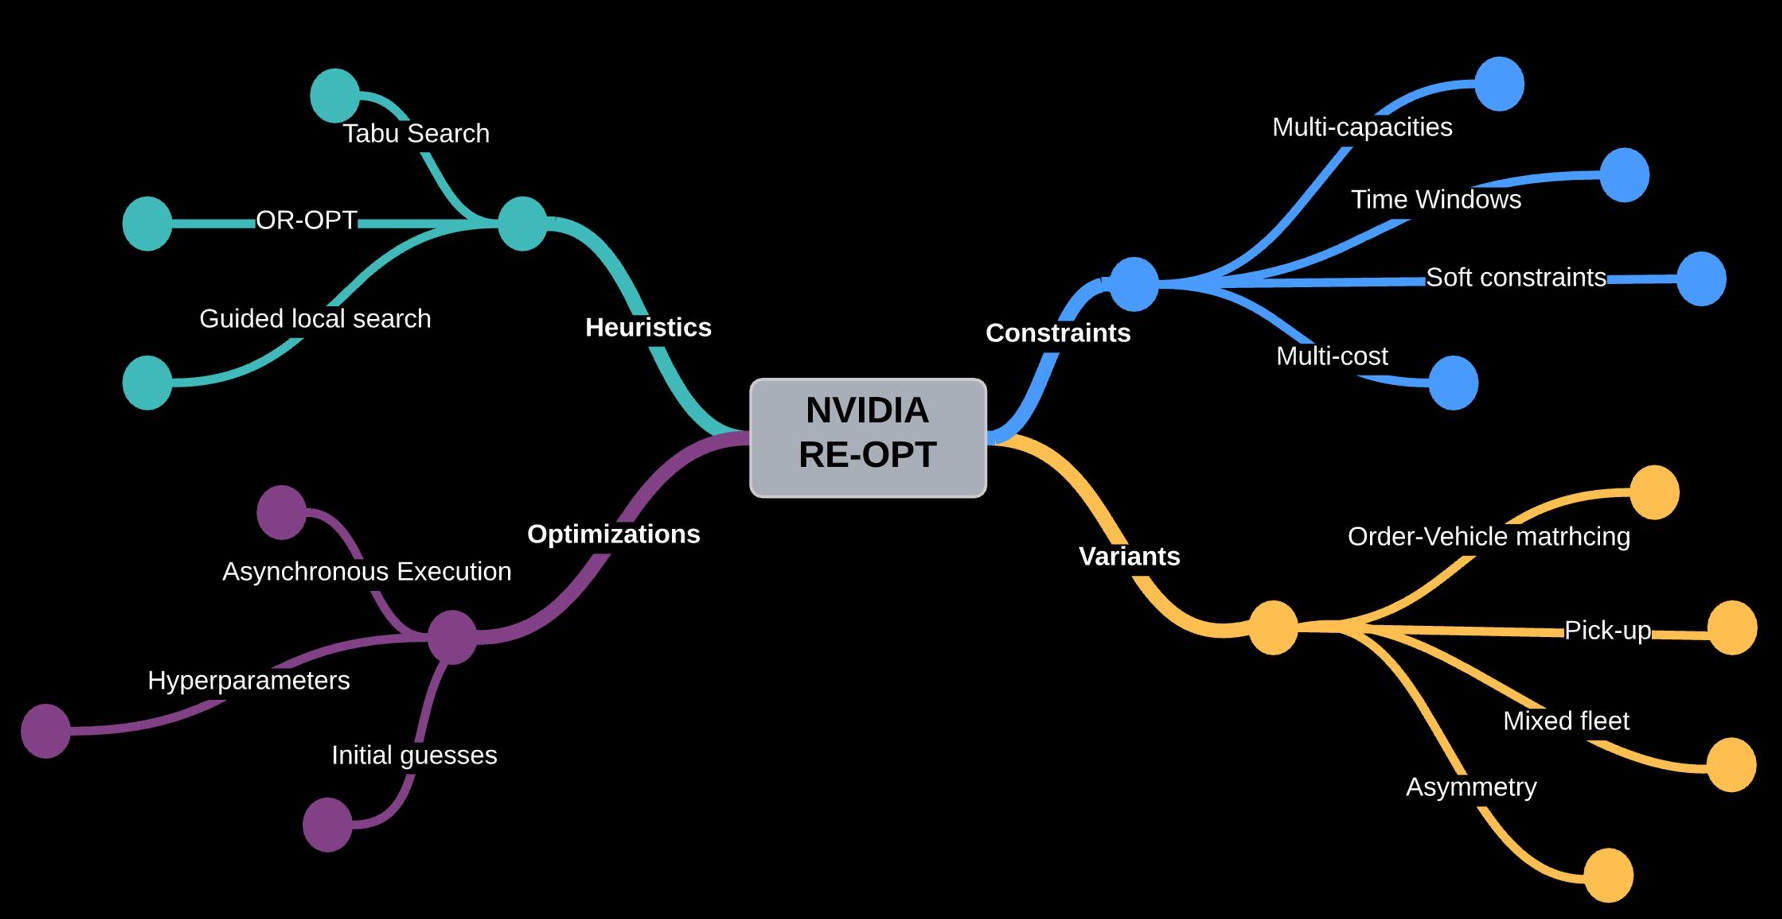 Tabu Search
OR-OPT
Guided local search
Heuristics
Multi-capacities
Time Windows
Soft constraints
Multi-cost
Constraints
NVIDIA
RE-OPT
Optimizations
Asynchronous Execution
Hyperparameters
Initial guesses
Variants
Order-Vehicle matrhcing
Pick-up
Mixed fleet
Asymmetry